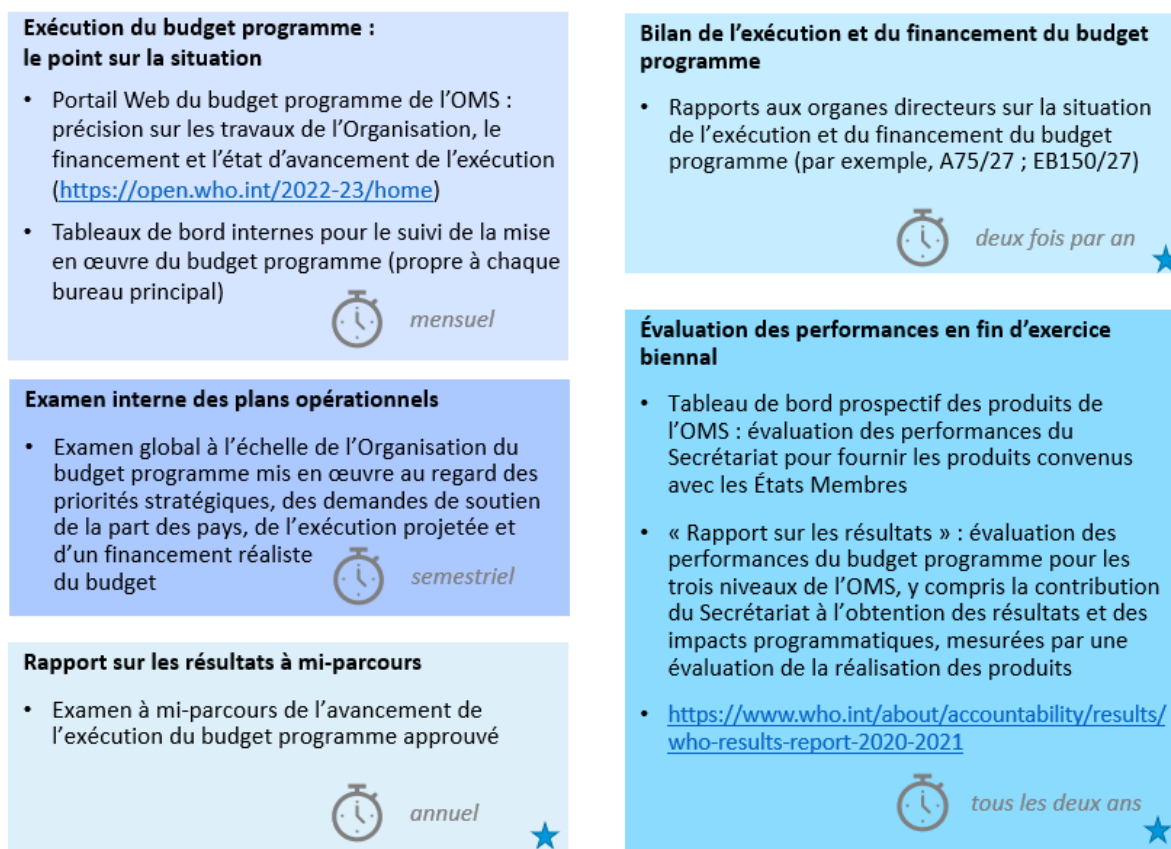 Exécution du budget programme :
le point sur la situation
• Portail Web du budget programme de l’OMS :
précision sur les travaux de l’Organisation, le
financement et l’état d’avancement de l’exécution
(https://open.who.int/2022-23/home)
• Tableaux de bord internes pour le suivi de la mise
en œuvre du budget programme (propre à chaque
bureau principal)
mensuel
Examen interne des plans opérationnels
• Examen global à l’échelle de l’Organisation du
budget programme mis en œuvre au regard des
priorités stratégiques, des demandes de soutien
de la part des pays, de l’exécution projetée et
d’un financement réaliste
du budget
semestriel
Rapport sur les résultats à mi-parcours
• Examen à mi-parcours de l’avancement de
l’exécution du budget programme approuvé
annuel
Bilan de l’exécution et du financement du budget
programme
• Rapports aux organes directeurs sur la situation
de l’exécution et du financement du budget
programme (par exemple, A75/27 ; EB150/27)
deux fois par an
Évaluation des performances en fin d’exercice
biennal
• Tableau de bord prospectif des produits de
l’OMS : évaluation des performances du
Secrétariat pour fournir les produits convenus
avec les États Membres
• « Rapport sur les résultats » : évaluation des
performances du budget programme pour les
trois niveaux de l’OMS, y compris la contribution
du Secrétariat à l’obtention des résultats et des
impacts programmatiques, mesurées par une
évaluation de la réalisation des produits
• https://www.who.int/about/accountability/results/
who-results-report-2020-2021
tous les deux ans